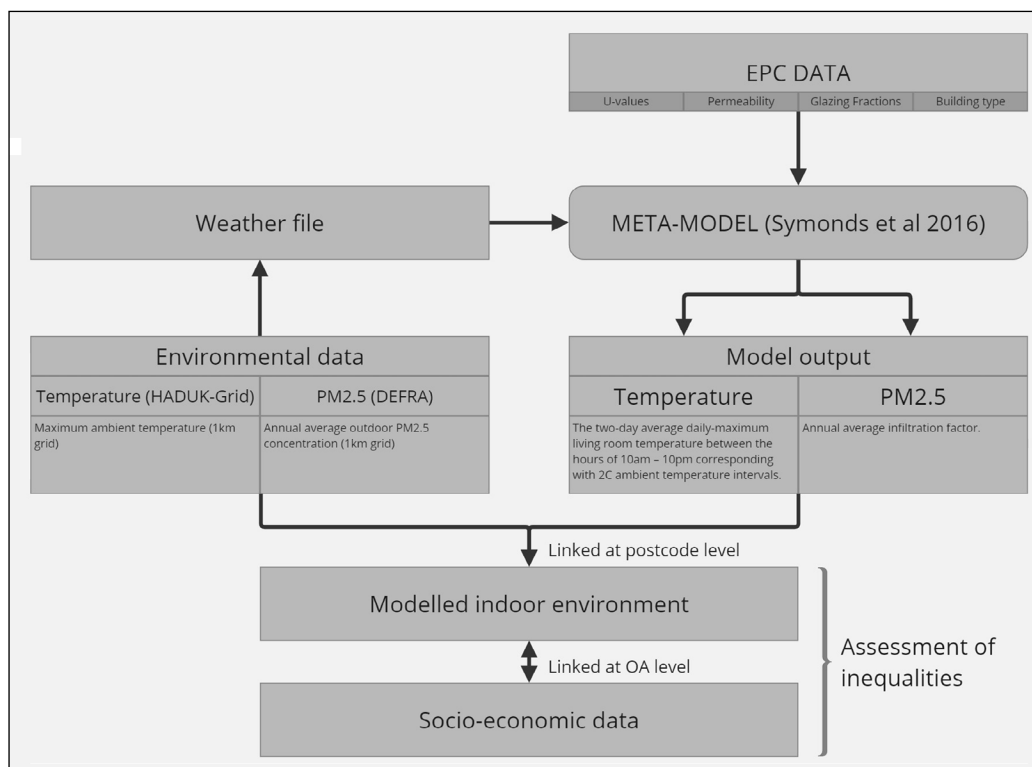 EPC DATA
U-values
Permeability
Glazing Fractions
Building type
Weather file
META-MODEL (Symonds et al 2016)
Environmental data
Temperature (HADUK-Grid)
PM2.5 (DEFRA)
Maximum ambient temperature (1km
grid)
Annual average outdoor PM2.5
concentration (1km grid)
Model output
Temperature
PM2.5
The two-day average daily-maximum
living room temperature between the
hours of 10am – 10pm corresponding
with 2C ambient temperature intervals.
Annual average infiltration factor.
Linked at postcode level
Modelled indoor environment
Linked at OA level
Socio-economic data
Assessment of
inequalities